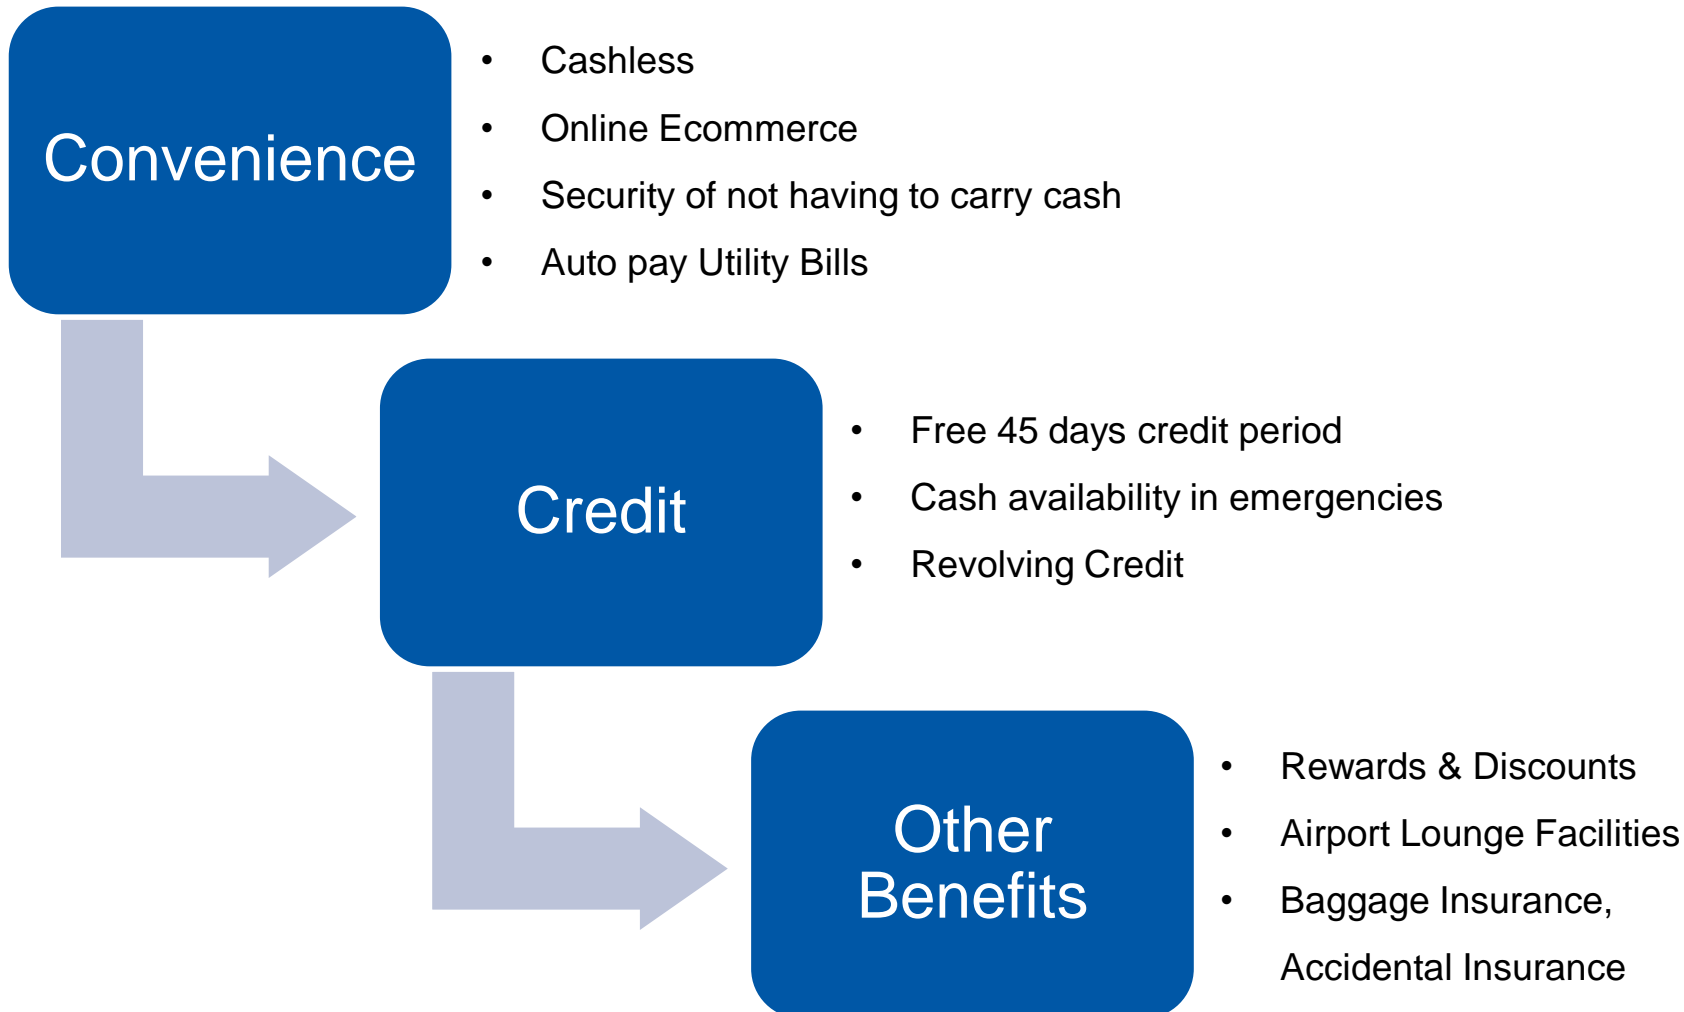 Convenience
• Cashless
• Online Ecommerce
• Security of not having to carry cash
• Auto pay Utility Bills
Credit
• Free 45 days credit period
• Cash availability in emergencies
• Revolving Credit
Other
Benefits
• Rewards & Discounts
• Airport Lounge Facilities
• Baggage Insurance,
Accidental Insurance